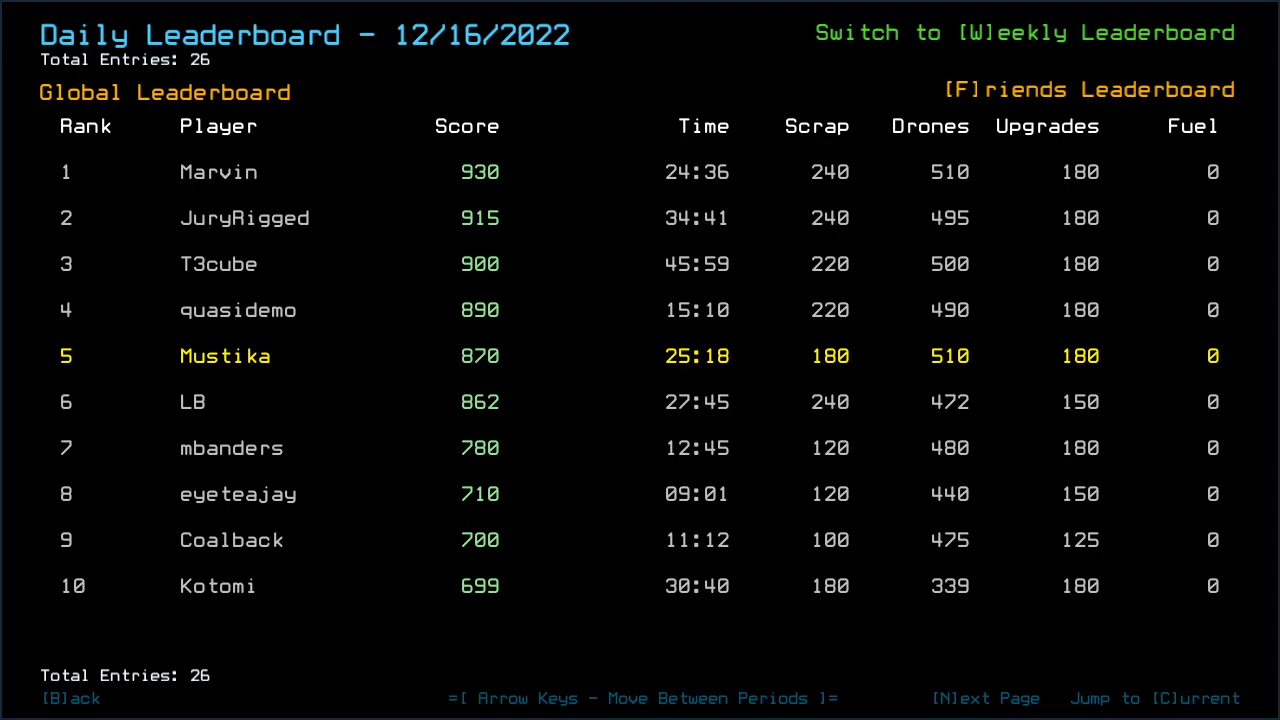 Daily Leaderboard - 12/16/2022 Switch to [W]eekly Leaderboard
Total Entries: 26
Global Leaderboard [F]riends Leaderboard
Rank Player Score Time Scrap Drones Upgrades Fuel
1 Marvin 930 24:36 240 510 180 0
2 JuryRigged 915 34:41 240 495 180 0
3 T3cube 900 45:59 220 500 180 0
4 quasidemo 890 15:10 220 490 180 0
5 Mustika 870 25:18 180 510 180 0
6 LB 862 27:45 240 472 150 0
7 mbanders 780 12:45 120 480 180 0
8 eyeteajay 710 09:01 120 440 150 0
9 Coalback 700 11:12 100 475 125 0
10 Kotomi 699 30:40 180 339 180 0
Total Entries: 26
[B]ack =[ Arrow Keys - Move Between Periods ]= [N]ext Page Jump to [C]urrent